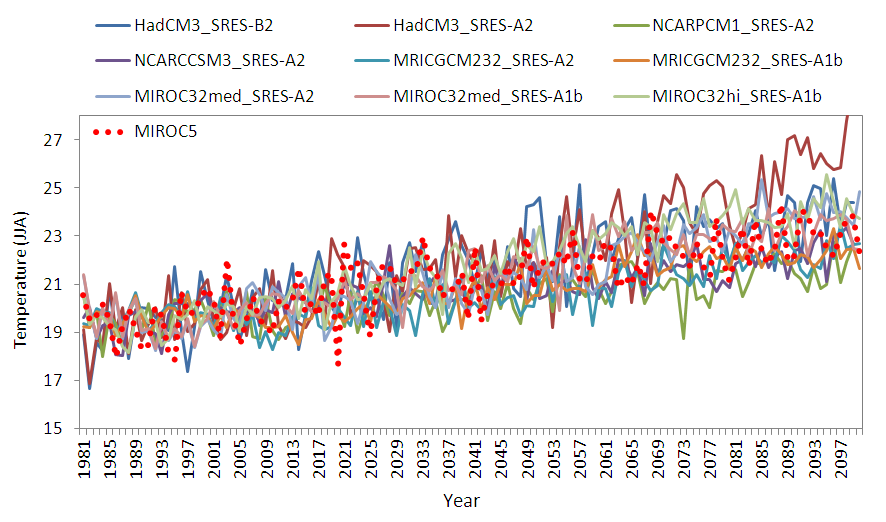 HadCM3_SRES-B2 HadCM3_SRES-A2 NCARPCM1_SRES-A2
NCARCCSM3_SRES-A2 MRICGCM232_SRES-A2 MRICGCM232_SRES-A1b
MIROC32med_SRES-A2 MIROC32med_SRES-A1b MIROC32hi_SRES-A1b
MIROC5
27
25
23
21
19
17
15
Temperature (JJA)
1981 1985 1989 1993 1997 2001 2005 2009 2013 2017 2021 2025 2029 2033 2037 2041 2045 2049 2053 2057 2061 2065 2069 2073 2077 2081 2085 2089 2093 2097
Year